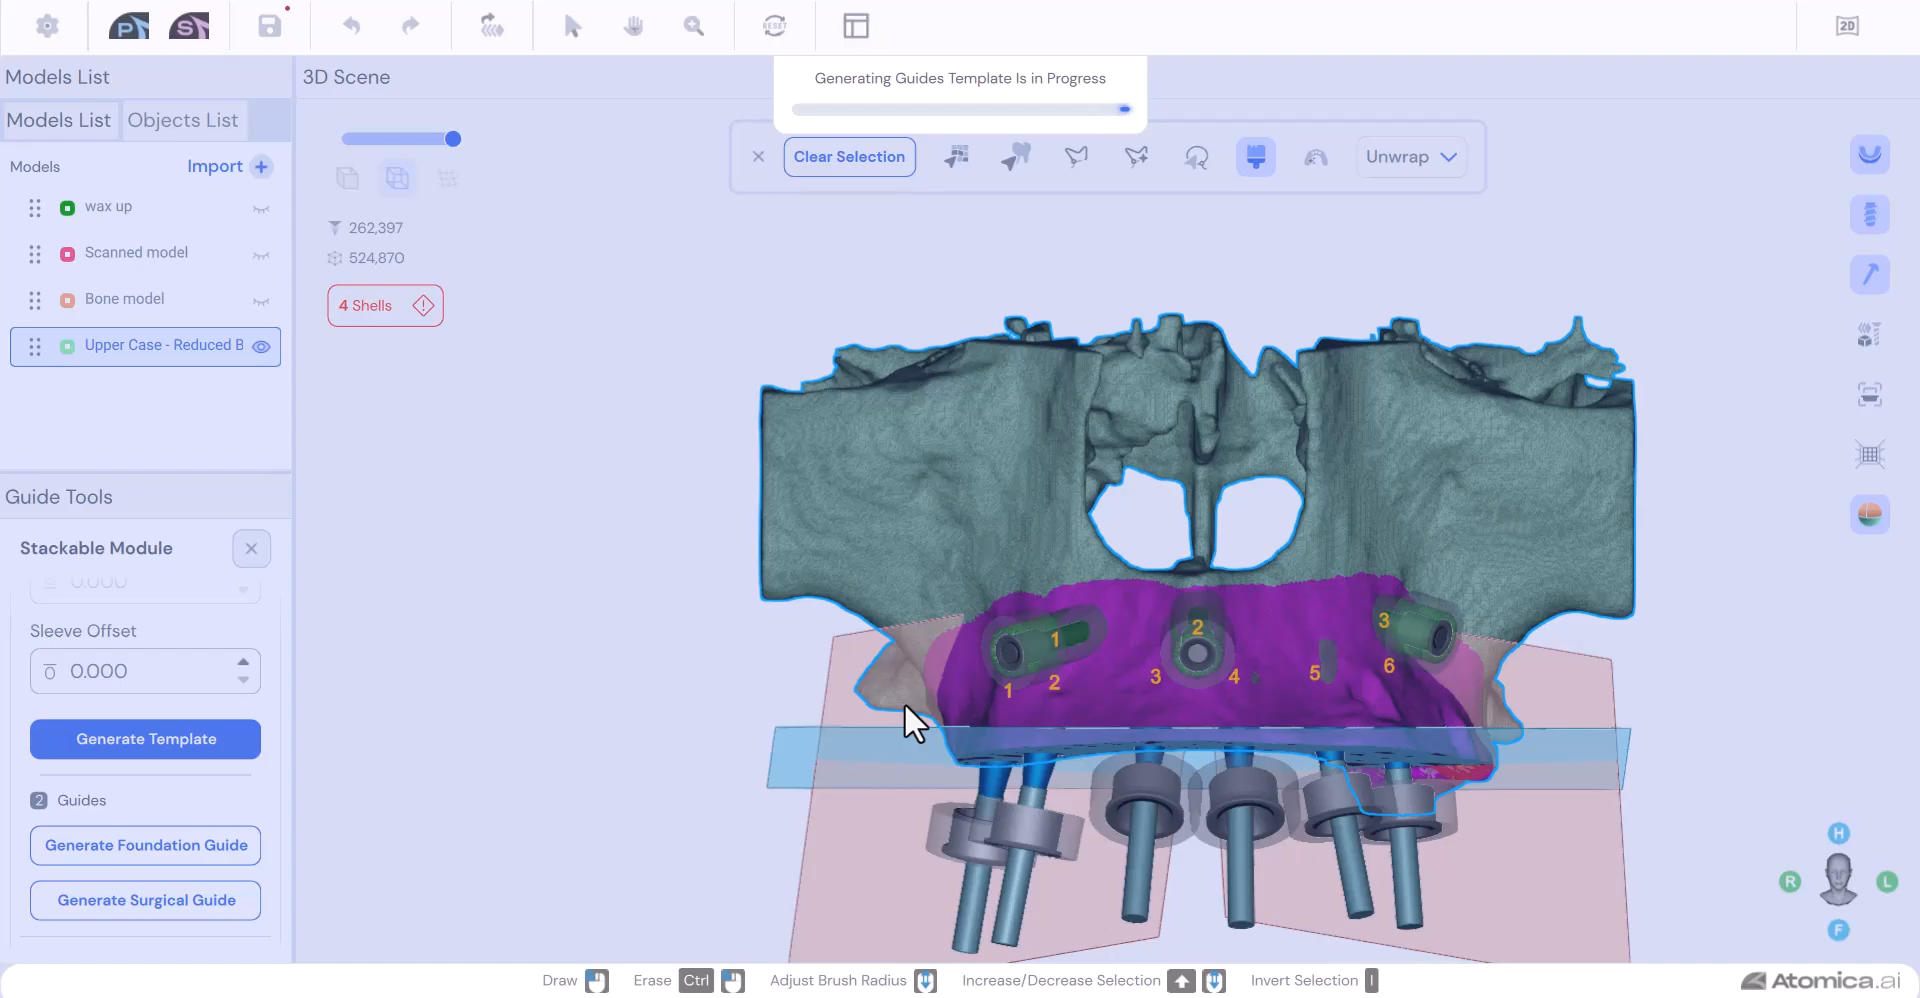 P
S
RESET
2D
Models List
3D Scene
Generating Guides Template Is in Progress
Models List
Objects List
Clear Selection
Unwrap
Models
Import +
wax up
Scanned model
Bone model
Upper Case - Reduced B
262,397
524,870
4 Shells
Guide Tools
Stackable Module
0.000
Sleeve Offset
0.000
Generate Template
2 Guides
Generate Foundation Guide
Generate Surgical Guide
1
2
3
1
2
3
4
5
6
H
R
L
F
Draw
Erase Ctrl
Adjust Brush Radius
Increase/Decrease Selection
Invert Selection I
Atomica.ai